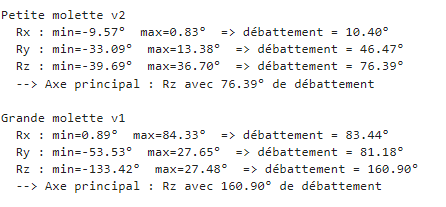 Petite molette v2
Rx : min=-9.57° max=0.83° => débattement = 10.40°
Ry : min=-33.09° max=13.38° => débattement = 46.47°
Rz : min=-39.69° max=36.70° => débattement = 76.39°
--> Axe principal : Rz avec 76.39° de débattement
Grande molette v1
Rx : min=0.89° max=84.33° => débattement = 83.44°
Ry : min=-53.53° max=27.65° => débattement = 81.18°
Rz : min=-133.42° max=27.48° => débattement = 160.90°
--> Axe principal : Rz avec 160.90° de débattement